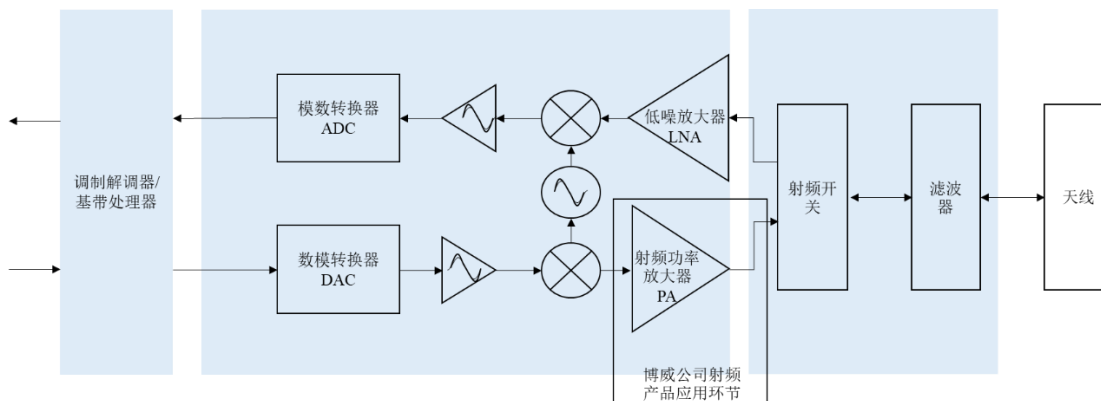 模数转换器
ADC
低噪放大器
LNA
调制解调器/
基带处理器
射频开
关
滤波
器
天线
数模转换器
DAC
射频功率
放大器
PA
博威公司射频
产品应用环节